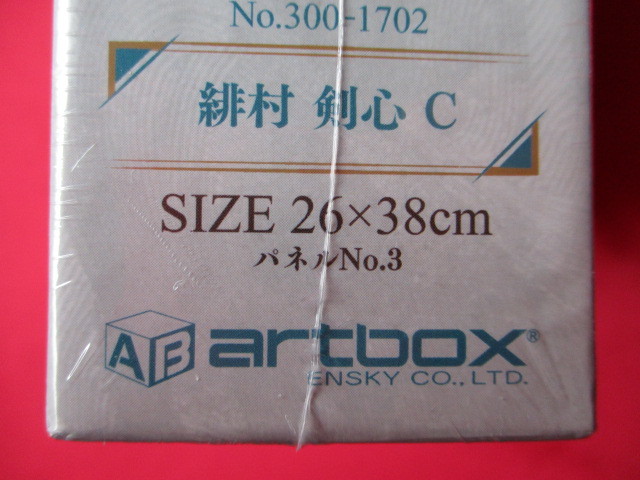 No.300-1702
緋村 剣心 C
SIZE 26×38cm
パネルNo.3
AB artbox®
ENSKY CO., LTD.